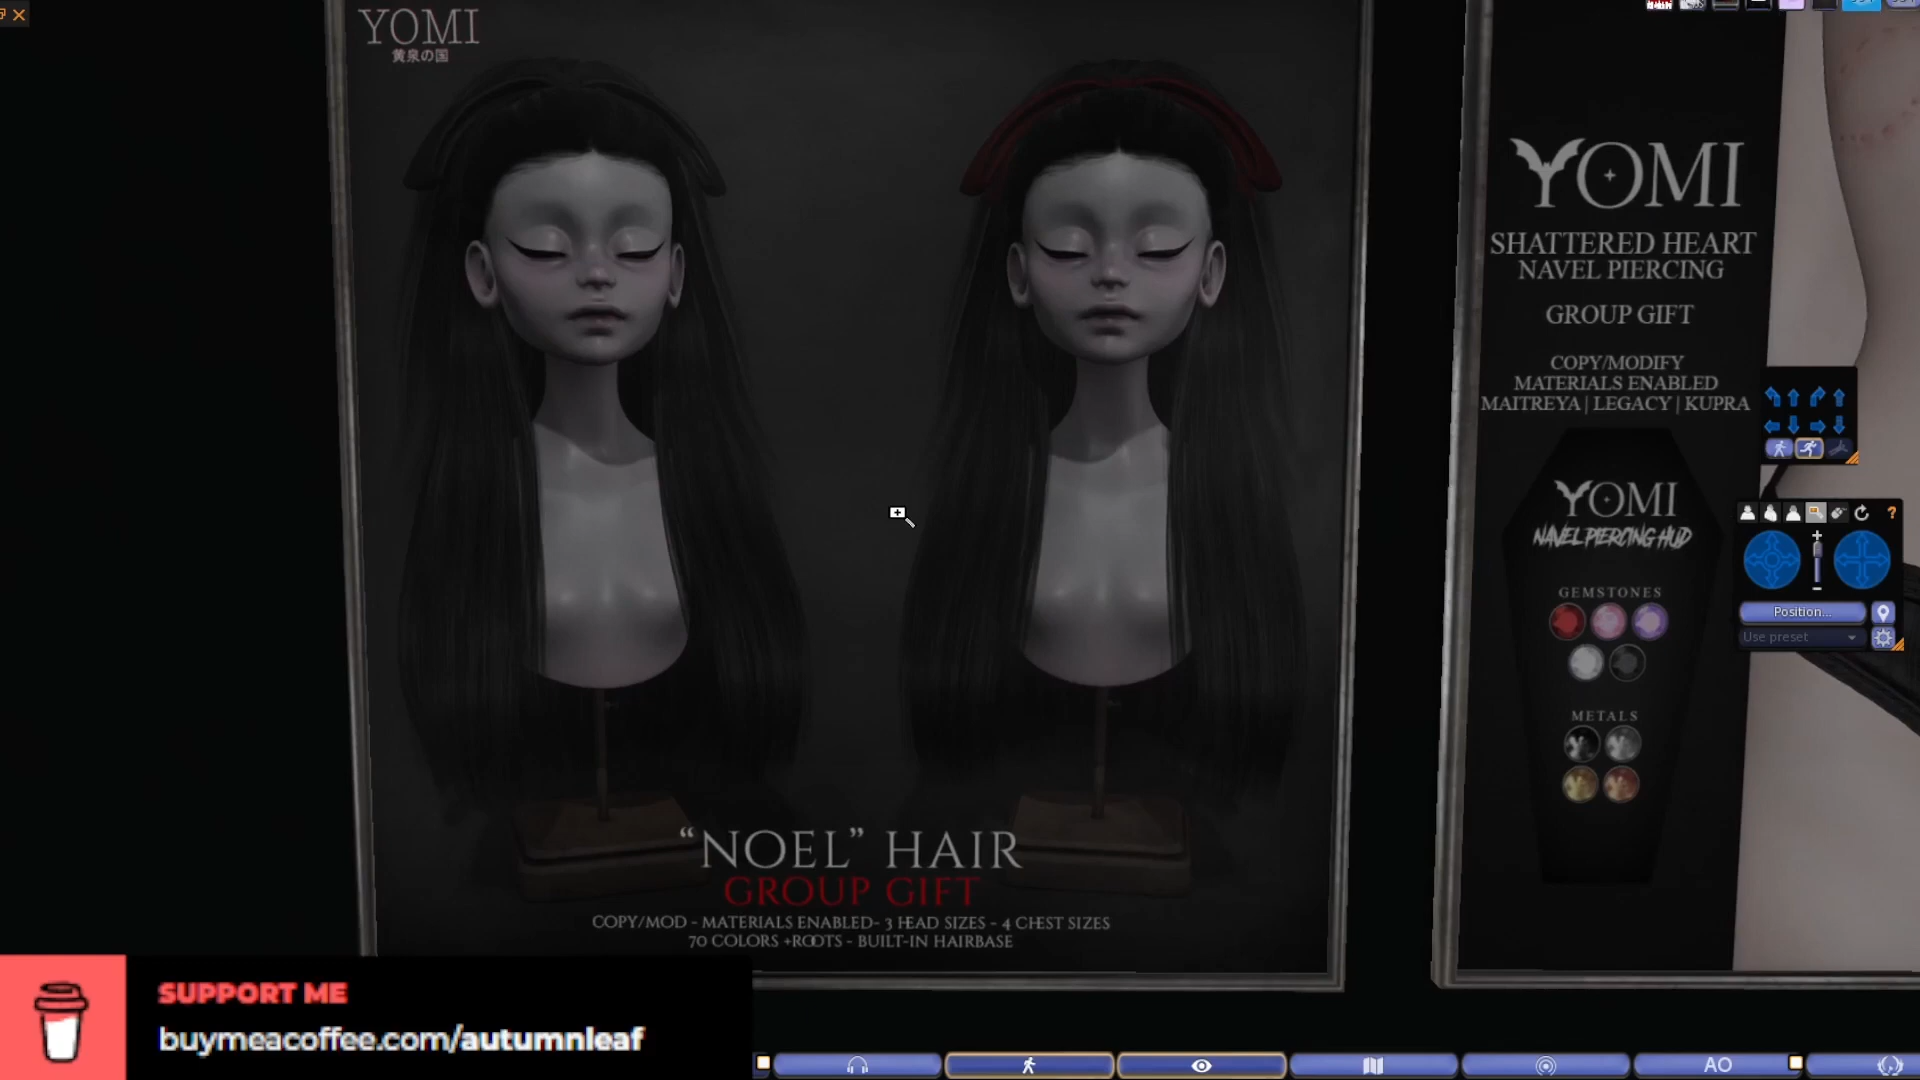 YOMI
黄泉の国
"NOEL" HAIR
GROUP GIFT
COPY/MOD - MATERIALS ENABLED- 3 HEAD SIZES - 4 CHEST SIZES
70 COLORS +ROOTS - BUILT-IN HAIRBASE
YOMI
SHATTERED HEART
NAVEL PIERCING
GROUP GIFT
COPY/MODIFY
MATERIALS ENABLED
MAITREYA | LEGACY | KUPRA
YOMI
NAVEL PIERCING HUD
GEMSTONES
METALS
?
Position...
Use preset
SUPPORT ME
buymeacoffee.com/autumnleaf
AO